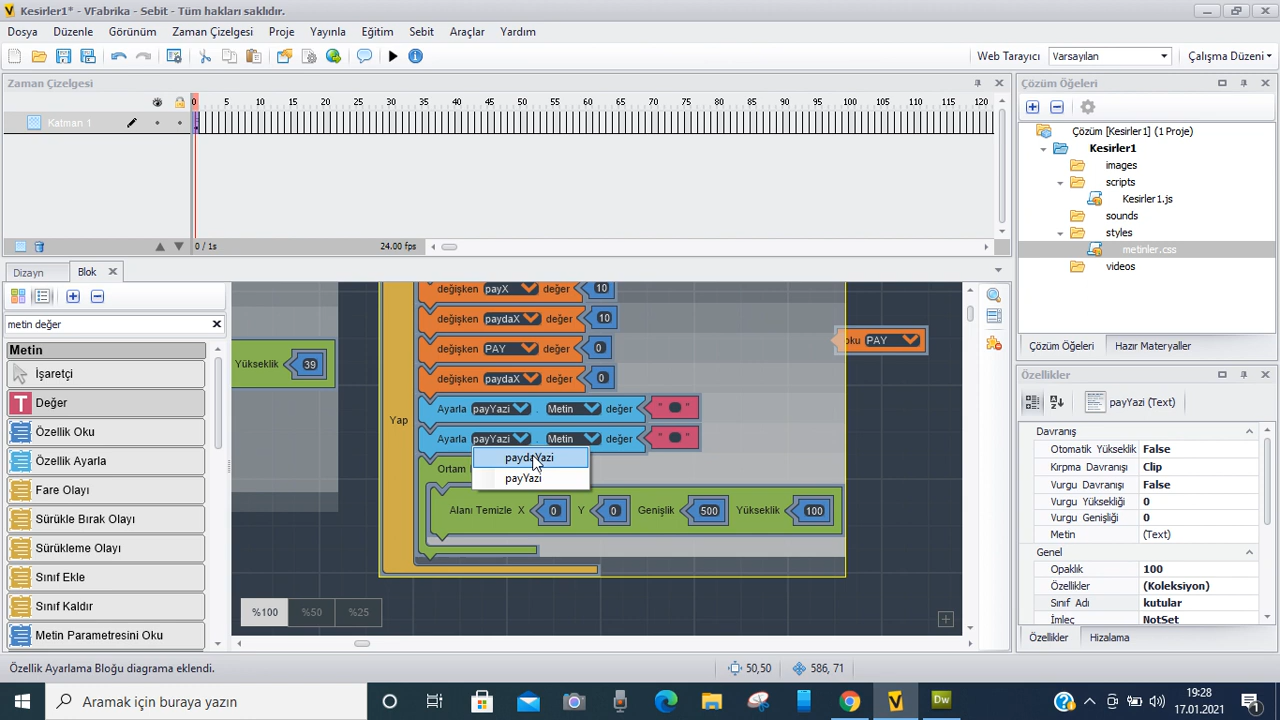 Kesirler1* - VFabrika - Sebit - Tüm hakları saklıdır.
Dosya Düzenle Görünüm Zaman Çizelgesi Proje Yayınla Eğitim Sebit Araçlar Yardım
Web Tarayıcı Varsayılan Çalışma Düzeni
Zaman Çizelgesi
0 5 10 15 20 25 30 35 40 45 50 55 60 65 70 75 80 85 90 95 100 105 110 115 120
Katman 1
0 / 1s 24.00 fps
Dizayn Blok
metin değer
Metin
İşaretçi
Değer
Özellik Oku
Özellik Ayarla
Fare Olayı
Sürükle Bırak Olayı
Sürükleme Olayı
Sınıf Ekle
Sınıf Kaldır
Metin Parametresini Oku
Yükseklik 39
Yap
değişken payX değer 10
değişken paydaX değer 10
değişken PAY değer 0
değişken paydaX değer 0
Ayarla payYazi . Metin değer " "
Ayarla payYazi . Metin değer " "
paydaYazi
payYazi
Ortam
Alanı Temizle X 0 Y 0 Genişlik 500 Yükseklik 100
oku PAY
%100 %50 %25
Çözüm Öğeleri
Çözüm [Kesirler1] (1 Proje)
Kesirler1
images
scripts
Kesirler1.js
sounds
styles
metinler.css
videos
Çözüm Öğeleri Hazır Materyaller
Özellikler
payYazi (Text)
Davranış
Otomatik Yükseklik False
Kırpma Davranışı Clip
Vurgu Davranışı False
Vurgu Yüksekliği 0
Vurgu Genişliği 0
Metin (Text)
Genel
Opaklık 100
Özellikler (Koleksiyon)
Sınıf Adı kutular
İmleç NotSet
Özellikler Hizalama
Özellik Ayarlama Bloğu diagrama eklendi.
50,50 586, 71
Aramak için buraya yazın
V
Dw
19:28
17.01.2021